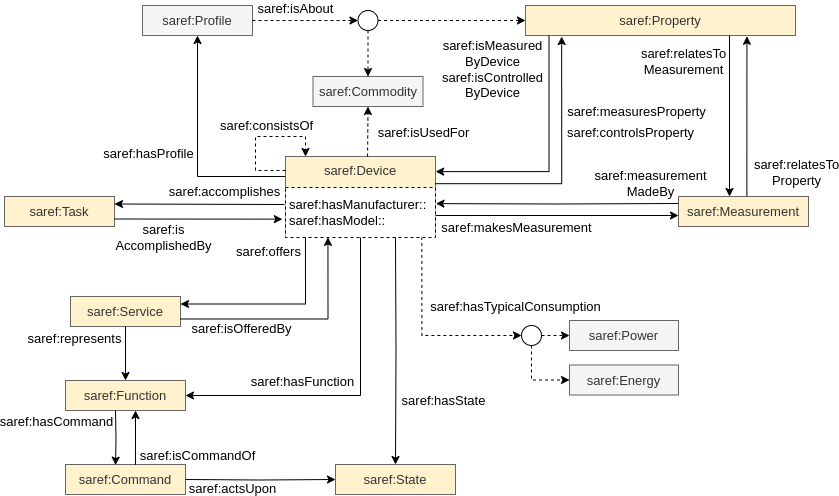 saref:Profile
saref:isAbout
saref:Property
saref:isMeasured
ByDevice
saref:isControlled
ByDevice
saref:relatesTo
Measurement
saref:Commodity
saref:measuresProperty
saref:controlsProperty
saref:consistsOf
saref:isUsedFor
saref:hasProfile
saref:relatesTo
Property
saref:Device
saref:measurement
MadeBy
saref:accomplishes
saref:hasManufacturer::
saref:hasModel::
saref:Task
saref:Measurement
saref:is
AccomplishedBy
saref:makesMeasurement
saref:offers
saref:hasTypicalConsumption
saref:Service
saref:isOfferedBy
saref:Power
saref:represents
saref:Energy
saref:hasFunction
saref:Function
saref:hasState
saref:hasCommand
saref:isCommandOf
saref:Command
saref:actsUpon
saref:State